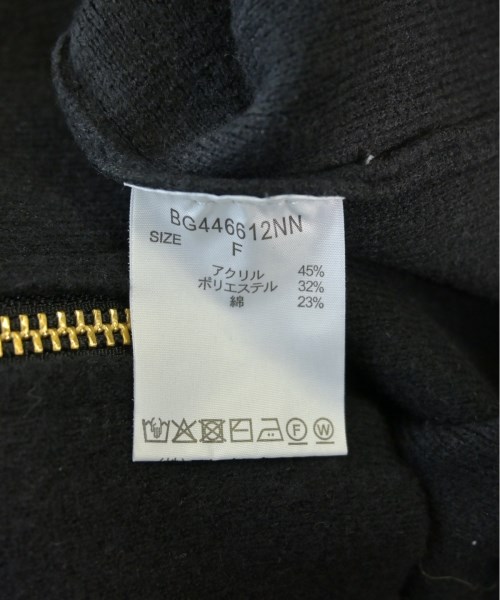 BG446612NN
SIZE F
アクリル 45%
ポリエステル 32%
綿 23%
F W